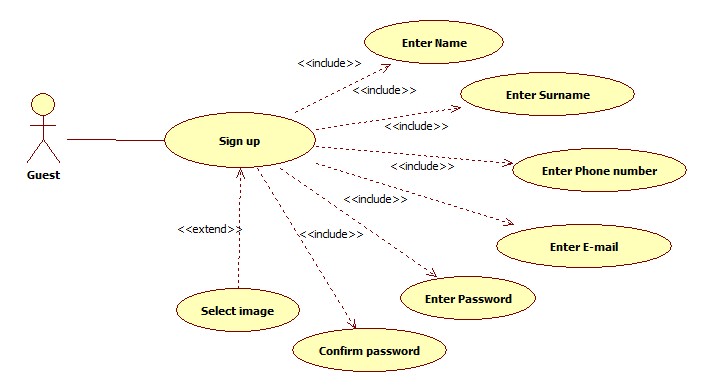 Enter Name
<<include>>
<<include>>
Enter Surname
<<include>>
Sign up
<<include>>
Enter Phone number
Guest
<<include>>
<<extend>>
<<include>>
Enter E-mail
Enter Password
Select image
Confirm password